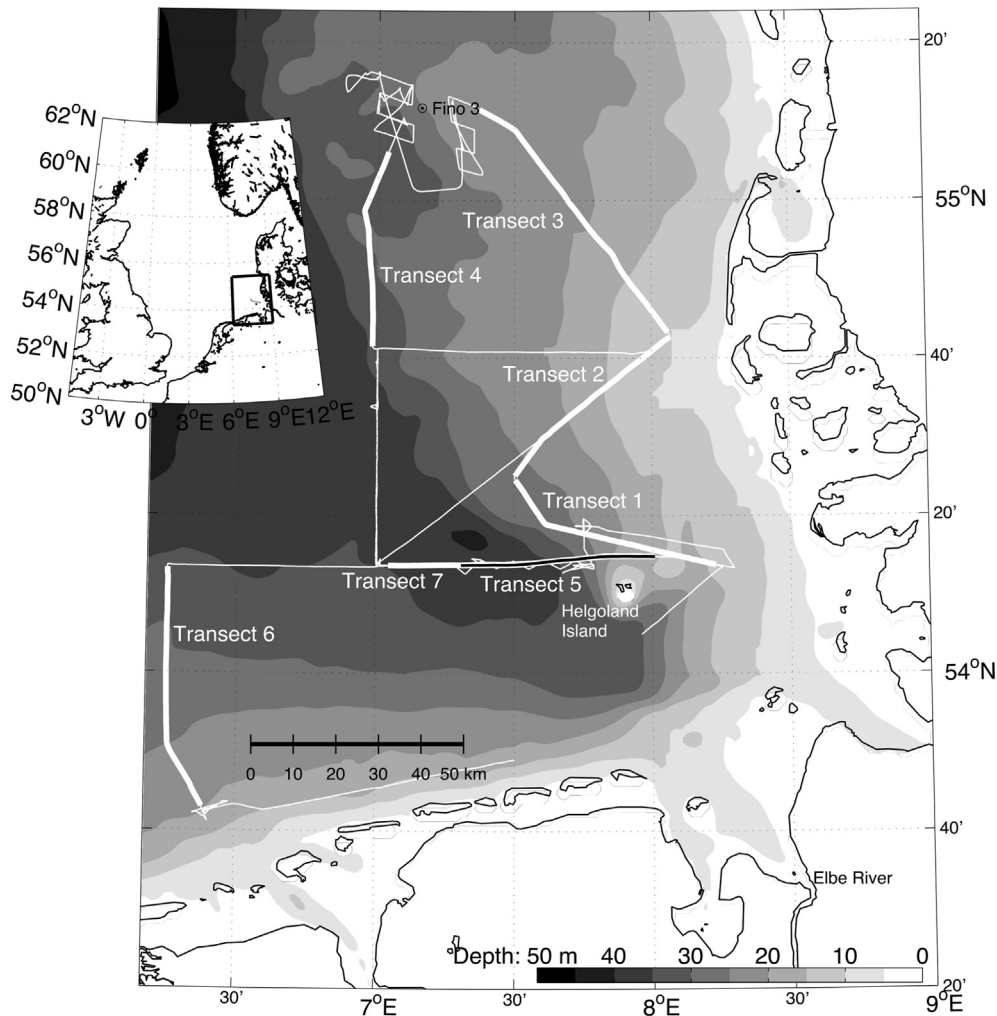 20'
Fino 3
62°N
60°N
58°N
56°N
54°N
52°N
50°N
3°W 0° 3°E 6°E 9°E 12°E
55°N
Transect 3
Transect 4
40'
Transect 2
Transect 1
20'
Transect 7
Transect 5
Helgoland
Island
Transect 6
54°N
0 10 20 30 40 50 km
40'
Elbe River
Depth: 50 m 40 30 20 10 0
20'
30' 7°E 30' 8°E 30' 9°E